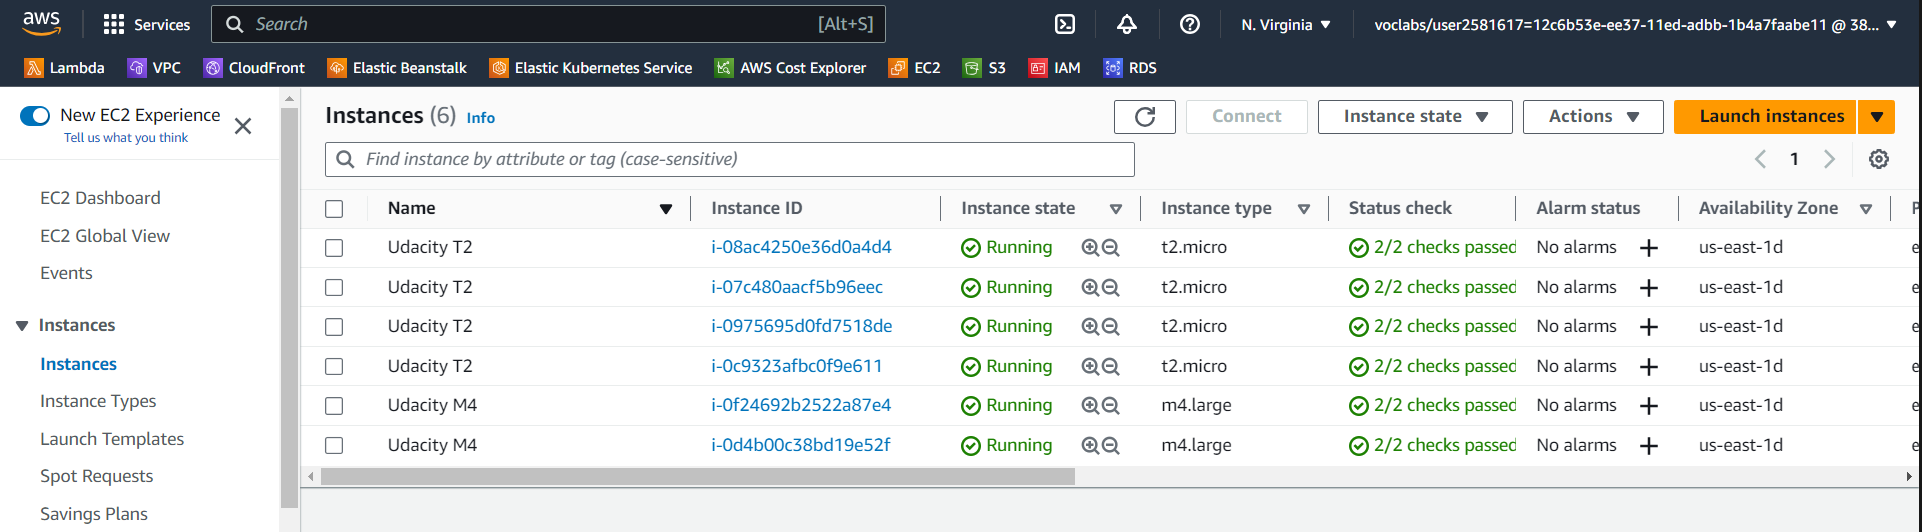 aws Services Search [Alt+S] N. Virginia voclabs/user2581617=12c6b53e-ee37-11ed-adbb-1b4a7faabe11 @ 38...
Lambda VPC CloudFront Elastic Beanstalk Elastic Kubernetes Service AWS Cost Explorer EC2 S3 IAM RDS
New EC2 Experience
Tell us what you think
EC2 Dashboard
EC2 Global View
Events
Instances
Instances
Instance Types
Launch Templates
Spot Requests
Savings Plans
Instances (6) Info Connect Instance state Actions Launch instances
Find instance by attribute or tag (case-sensitive) 1
Name Instance ID Instance state Instance type Status check Alarm status Availability Zone P
Udacity T2 i-08ac4250e36d0a4d4 Running t2.micro 2/2 checks passed No alarms + us-east-1d e
Udacity T2 i-07c480aacf5b96eec Running t2.micro 2/2 checks passed No alarms + us-east-1d e
Udacity T2 i-0975695d0fd7518de Running t2.micro 2/2 checks passed No alarms + us-east-1d e
Udacity T2 i-0c9323afbc0f9e611 Running t2.micro 2/2 checks passed No alarms + us-east-1d e
Udacity M4 i-0f24692b2522a87e4 Running m4.large 2/2 checks passed No alarms + us-east-1d e
Udacity M4 i-0d4b00c38bd19e52f Running m4.large 2/2 checks passed No alarms + us-east-1d e